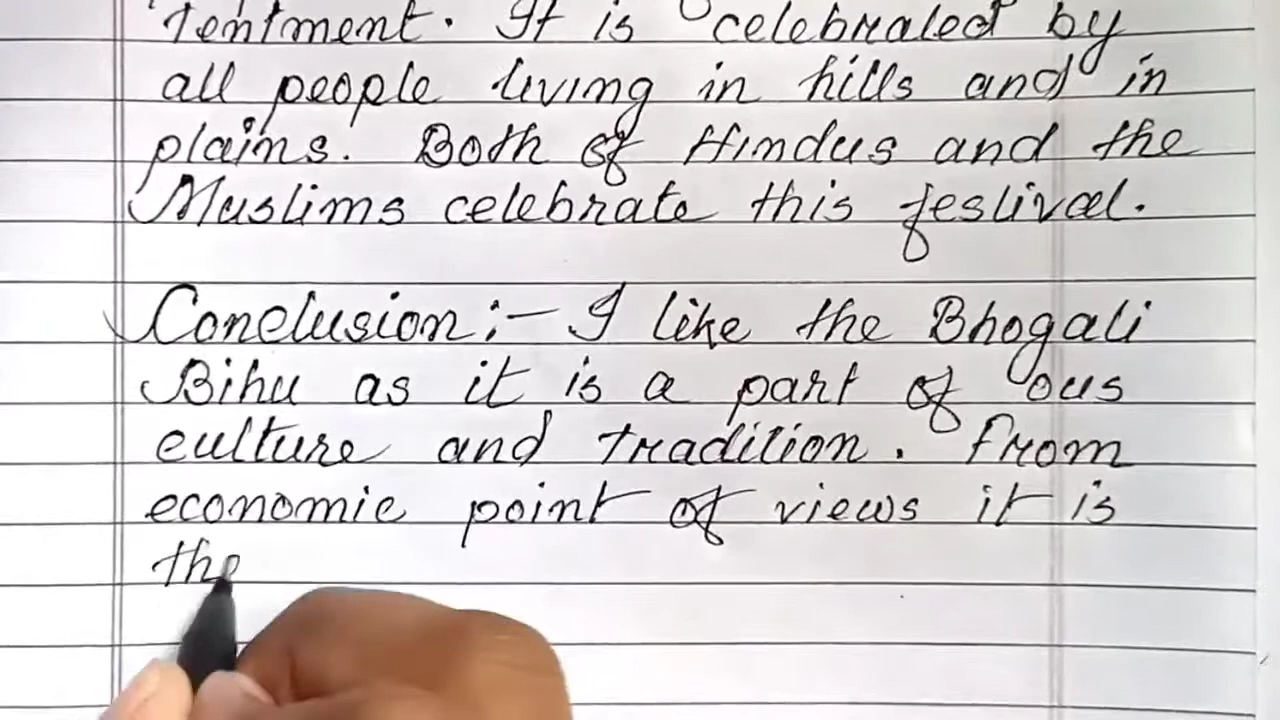 Tentment. It is celebrated by
all people living in hills and in
plains. Both of Hindus and the
Muslims celebrate this festival.
Conclusion:- I like the Bhogali
Bihu as it is a part of ous
culture and tradition. From
economic point of views it is
the